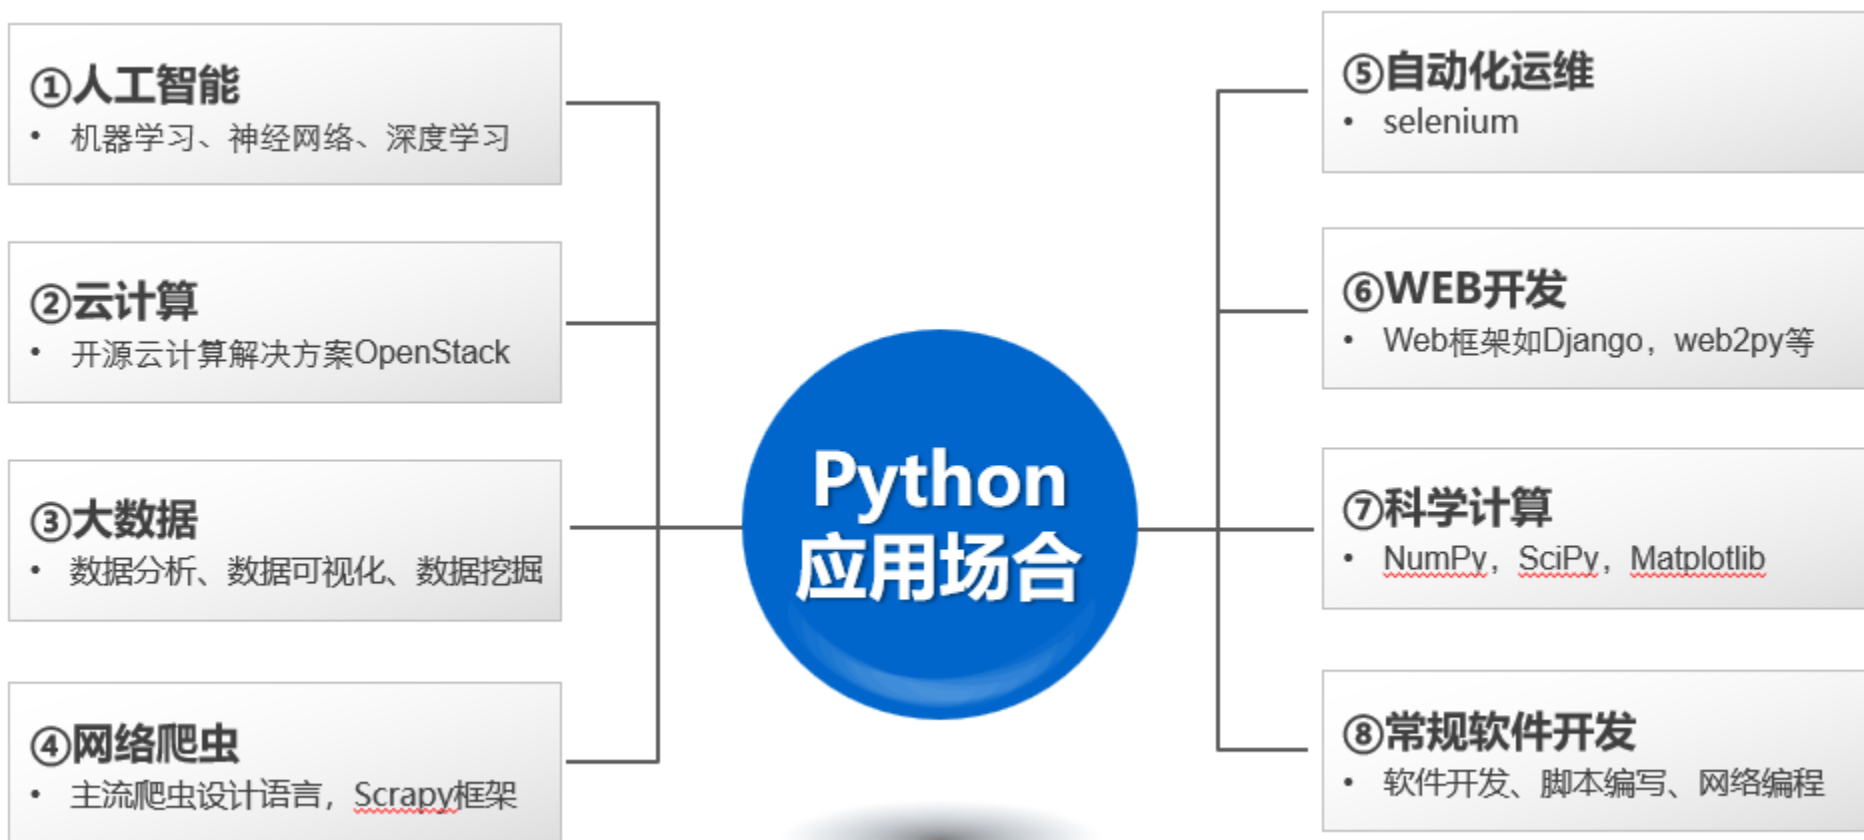 ①人工智能
• 机器学习、神经网络、深度学习
②云计算
• 开源云计算解决方案OpenStack
③大数据
• 数据分析、数据可视化、数据挖掘
④网络爬虫
• 主流爬虫设计语言，Scrapy框架
Python
应用场合
⑤自动化运维
• selenium
⑥WEB开发
• Web框架如Django，web2py等
⑦科学计算
• NumPy，SciPy，Matplotlib
⑧常规软件开发
• 软件开发、脚本编写、网络编程